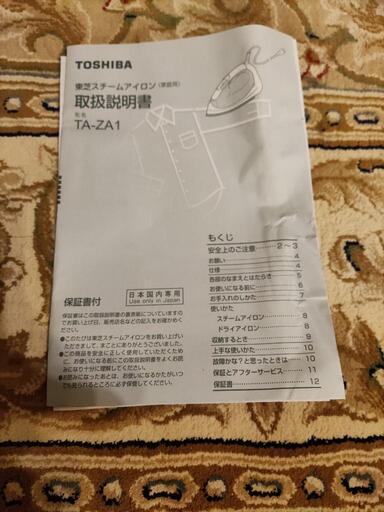 TOSHIBA
東芝スチームアイロン(家庭用)
取扱説明書
形名
TA-ZA1
もくじ
安全上のご注意 …… 2〜3
お願い …… 4
仕様 …… 4
各部のなまえとはたらき …… 5
お使いになる前に …… 6
お手入れのしかた …… 7
使いかた
スチームアイロン …… 8
ドライアイロン …… 8
収納するとき …… 9
上手な使いかた …… 10
故障かな?と思ったときは …… 10
保証とアフターサービス …… 11
保証書 …… 12
保証書付
日本国内専用
Use only in Japan
保証書はこの取扱説明書の裏表紙についていますのでお買い上げ日、販売店名などの記入をお確かめください。
●このたびは東芝スチームアイロンをお買い上げいただきまして、まことにありがとうございました。
●この商品を安全に正しく使用していただくために、お使いになる前にこの取扱説明書をお読みになり十分に理解してください。
●お読みになったあとは、お使いになるかたがいつでも見られるところに必ず保管してください。